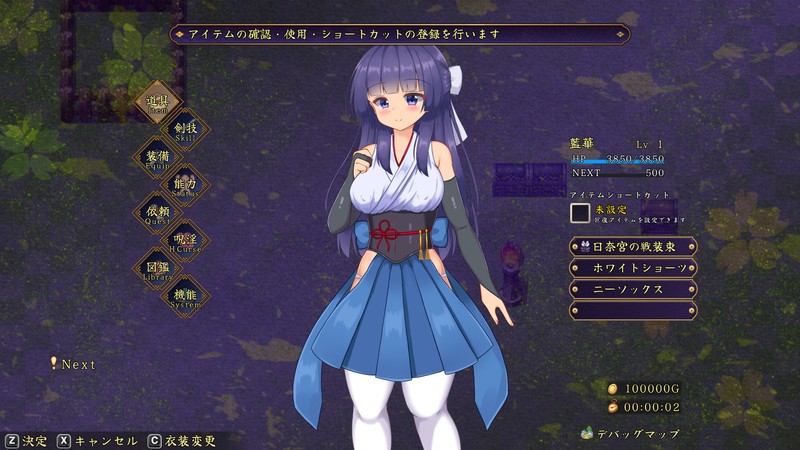 アイテムの確認・使用・ショートカットの登録を行います
道具
Item
剣技
Skill
装備
Equip
能力
Status
依頼
Quest
呪淫
H Curse
図鑑
Library
機能
System
Next
藍華 Lv 1
HP 3850/3850
NEXT 500
アイテムショートカット
未設定
日奈宮の戦装束
ホワイトショーツ
ニーソックス
100000G
00:00:02
デバッグマップ
Z 決定 X キャンセル C 衣装変更